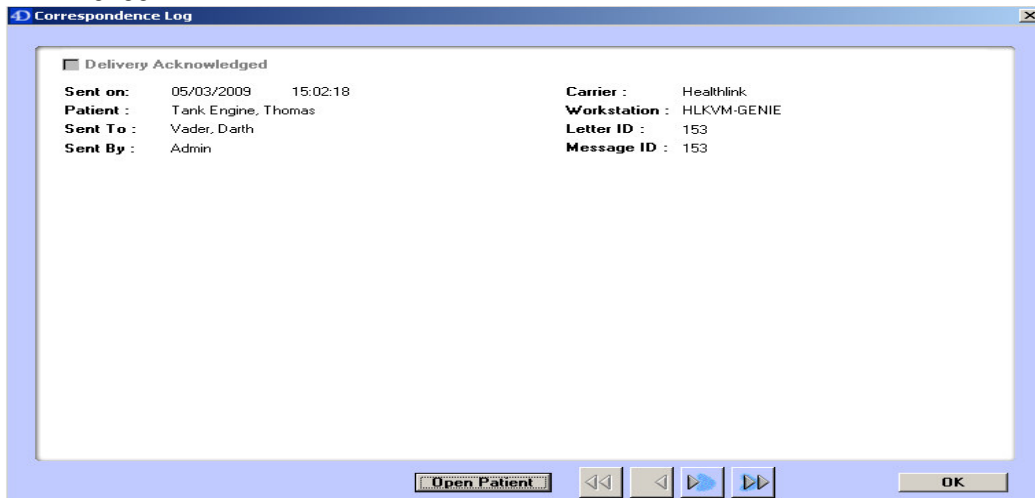 Correspondence Log
Delivery Acknowledged
Sent on: 05/03/2009 15:02:18 Carrier : Healthlink
Patient : Tank Engine, Thomas Workstation : HLKVM-GENIE
Sent To : Vader, Darth Letter ID : 153
Sent By : Admin Message ID : 153
Open Patient OK